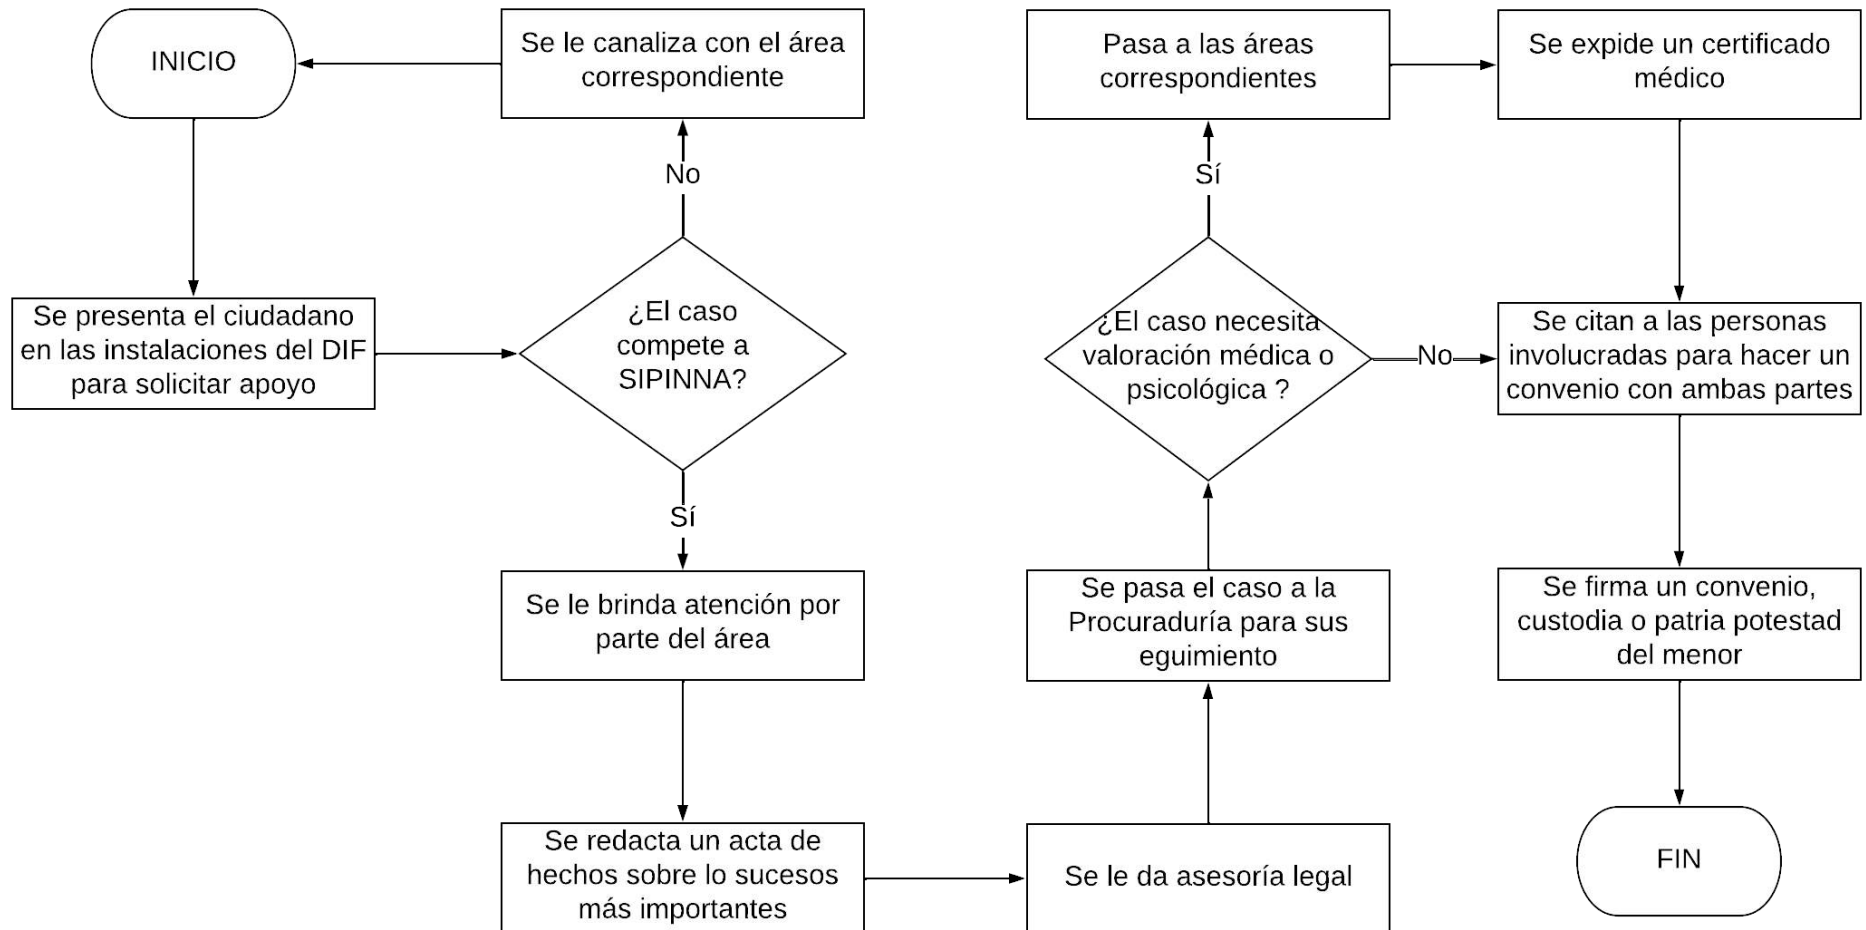 INICIO
Se le canaliza con el área
correspondiente
Pasa a las áreas
correspondientes
Se expide un certificado
médico
No
Sí
Se presenta el ciudadano
en las instalaciones del DIF
para solicitar apoyo
¿El caso
compete a
SIPINNA?
¿El caso necesita
valoración médica o
psicológica ?
No
Se citan a las personas
involucradas para hacer un
convenio con ambas partes
Sí
Se le brinda atención por
parte del área
Se pasa el caso a la
Procuraduría para sus
eguimiento
Se firma un convenio,
custodia o patria potestad
del menor
Se redacta un acta de
hechos sobre lo sucesos
más importantes
Se le da asesoría legal
FIN